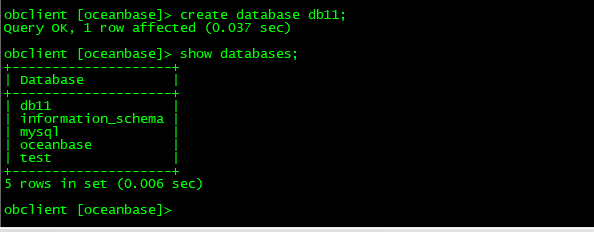 obclient [oceanbase]> create database db11;
Query OK, 1 row affected (0.037 sec)
obclient [oceanbase]> show databases;
+--------------------+
| Database           |
+--------------------+
| db11               |
| information_schema |
| mysql              |
| oceanbase          |
| test               |
+--------------------+
5 rows in set (0.006 sec)
obclient [oceanbase]>